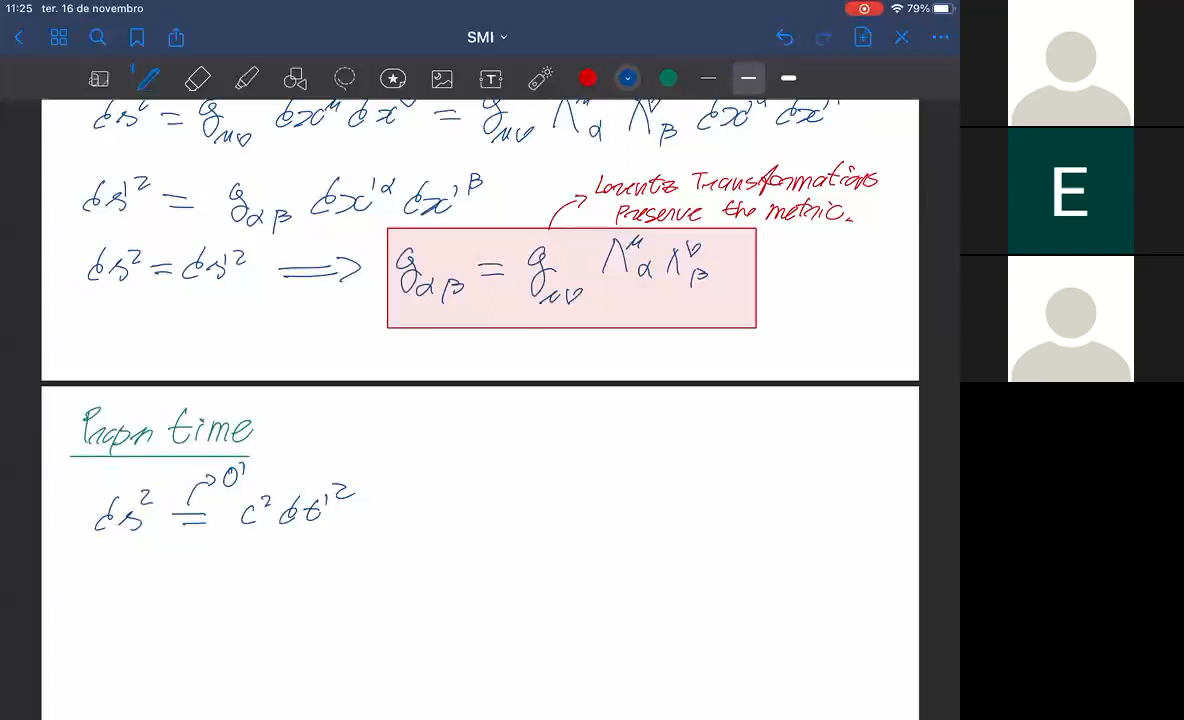 11:25 ter. 16 de novembro 79%
SMI
T
ds² = g_μν dx^μ dx^ν = g_μν Λ^μ_α Λ^ν_β dx'^α dx'
ds'² = g_αβ dx'^α dx'^β
Lorentz Transformations
Preserve the metric.
ds² = ds'² ⟹ g_αβ = g_μν Λ^μ_α Λ^ν_β
E
Proper time
O'
ds² = c² dt'²